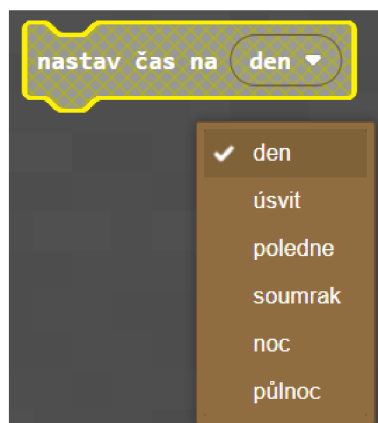 nastav čas na den
den
úsvit
poledne
soumrak
noc
půlnoc